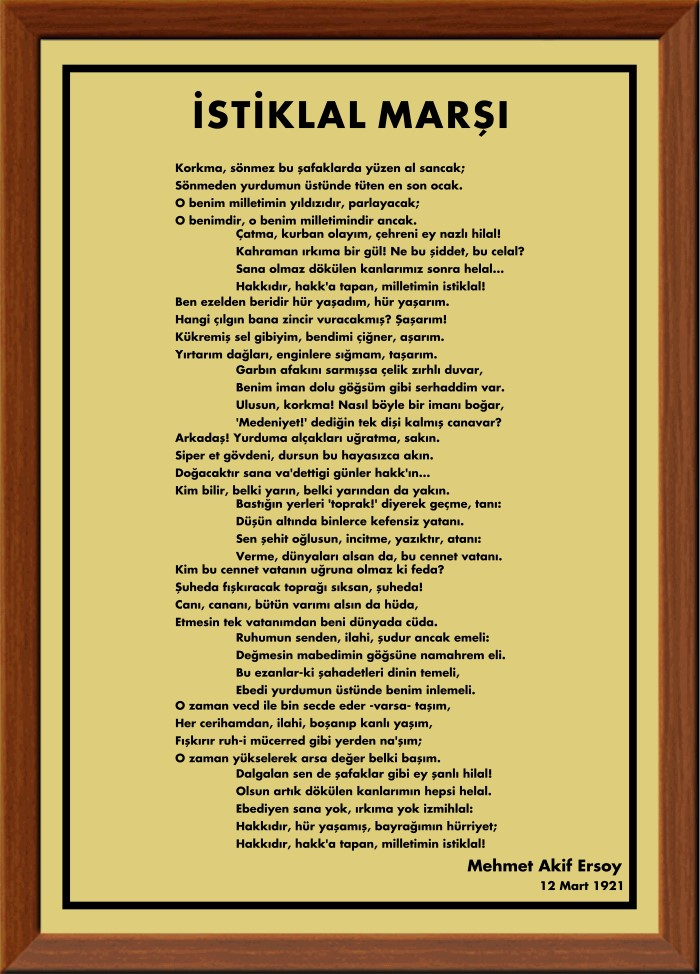 İSTİKLAL MARŞI
Korkma, sönmez bu şafaklarda yüzen al sancak;
Sönmeden yurdumun üstünde tüten en son ocak.
O benim milletimin yıldızıdır, parlayacak;
O benimdir, o benim milletimindir ancak.
Çatma, kurban olayım, çehreni ey nazlı hilal!
Kahraman ırkıma bir gül! Ne bu şiddet, bu celal?
Sana olmaz dökülen kanlarımız sonra helal...
Hakkıdır, hakk'a tapan, milletimin istiklal!
Ben ezelden beridir hür yaşadım, hür yaşarım.
Hangi çılgın bana zincir vuracakmış? Şaşarım!
Kükremiş sel gibiyim, bendimi çiğner, aşarım.
Yırtarım dağları, enginlere sığmam, taşarım.
Garbın afakını sarmışsa çelik zırhlı duvar,
Benim iman dolu göğsüm gibi serhaddim var.
Ulusun, korkma! Nasıl böyle bir imanı boğar,
'Medeniyet!' dediğin tek dişi kalmış canavar?
Arkadaş! Yurduma alçakları uğratma, sakın.
Siper et gövdeni, dursun bu hayasızca akın.
Doğacaktır sana va'dettigi günler hakk'ın...
Kim bilir, belki yarın, belki yarından da yakın.
Bastığın yerleri 'toprak!' diyerek geçme, tanı:
Düşün altında binlerce kefensiz yatanı.
Sen şehit oğlusun, incitme, yazıktır, atanı:
Verme, dünyaları alsan da, bu cennet vatanı.
Kim bu cennet vatanın uğruna olmaz ki feda?
Şuheda fışkıracak toprağı sıksan, şuheda!
Canı, cananı, bütün varımı alsın da hüda,
Etmesin tek vatanımdan beni dünyada cüda.
Ruhumun senden, ilahi, şudur ancak emeli:
Değmesin mabedimin göğsüne namahrem eli.
Bu ezanlar-ki şahadetleri dinin temeli,
Ebedi yurdumun üstünde benim inlemeli.
O zaman vecd ile bin secde eder -varsa- taşım,
Her cerihamdan, ilahi, boşanıp kanlı yaşım,
Fışkırır ruh-i mücerred gibi yerden na'şım;
O zaman yükselerek arsa değer belki başım.
Dalgalan sen de şafaklar gibi ey şanlı hilal!
Olsun artık dökülen kanlarımın hepsi helal.
Ebediyen sana yok, ırkıma yok izmihlal:
Hakkıdır, hür yaşamış, bayrağımın hürriyet;
Hakkıdır, hakk'a tapan, milletimin istiklal!
Mehmet Akif Ersoy
12 Mart 1921